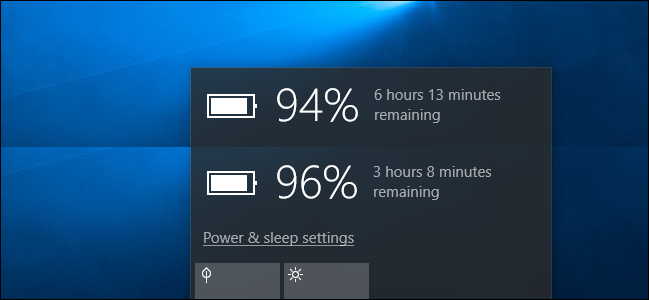 94%
6 hours 13 minutes
remaining
96%
3 hours 8 minutes
remaining
Power & sleep settings